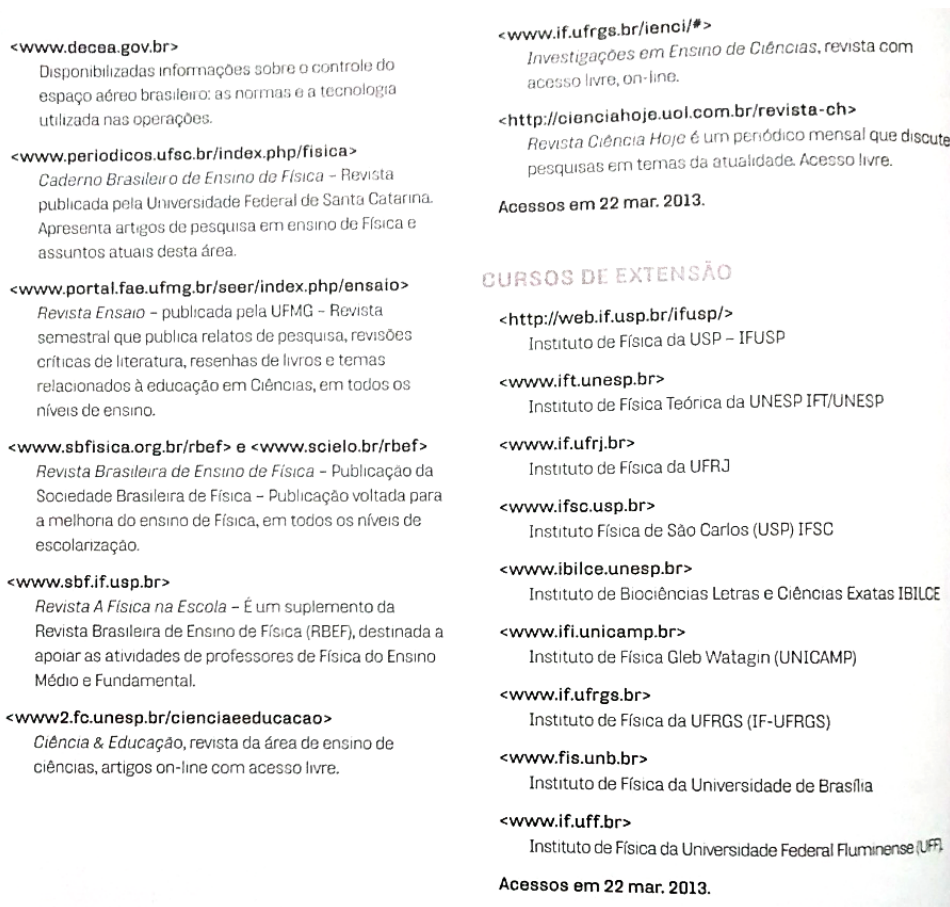 <www.decea.gov.br>
Disponibilizadas informações sobre o controle do
espaço aéreo brasileiro: as normas e a tecnologia
utilizada nas operações.
<www.periodicos.ufsc.br/index.php/fisica>
Caderno Brasileiro de Ensino de Física – Revista
publicada pela Universidade Federal de Santa Catarina.
Apresenta artigos de pesquisa em ensino de Física e
assuntos atuais desta área.
<www.portal.fae.ufmg.br/seer/index.php/ensaio>
Revista Ensaio – publicada pela UFMG – Revista
semestral que publica relatos de pesquisa, revisões
críticas de literatura, resenhas de livros e temas
relacionados à educação em Ciências, em todos os
níveis de ensino.
<www.sbfisica.org.br/rbef> e <www.scielo.br/rbef>
Revista Brasileira de Ensino de Física – Publicação da
Sociedade Brasileira de Física – Publicação voltada para
a melhoria do ensino de Física, em todos os níveis de
escolarização.
<www.sbf.if.usp.br>
Revista A Física na Escola – É um suplemento da
Revista Brasileira de Ensino de Física (RBEF), destinada a
apoiar as atividades de professores de Física do Ensino
Médio e Fundamental.
<www2.fc.unesp.br/cienciaeeducacao>
Ciência & Educação, revista da área de ensino de
ciências, artigos on-line com acesso livre.
<www.if.ufrgs.br/ienci/#>
Investigações em Ensino de Ciências, revista com
acesso livre, on-line.
<http://cienciahoje.uol.com.br/revista-ch>
Revista Ciência Hoje é um periódico mensal que discute
pesquisas em temas da atualidade. Acesso livre.
Acessos em 22 mar. 2013.
CURSOS DE EXTENSÃO
<http://web.if.usp.br/ifusp/>
Instituto de Física da USP – IFUSP
<www.ift.unesp.br>
Instituto de Física Teórica da UNESP IFT/UNESP
<www.if.ufrj.br>
Instituto de Física da UFRJ
<www.ifsc.usp.br>
Instituto Física de São Carlos (USP) IFSC
<www.ibilce.unesp.br>
Instituto de Biociências Letras e Ciências Exatas IBILCE
<www.ifi.unicamp.br>
Instituto de Física Gleb Watagin (UNICAMP)
<www.if.ufrgs.br>
Instituto de Física da UFRGS (IF-UFRGS)
<www.fis.unb.br>
Instituto de Física da Universidade de Brasília
<www.if.uff.br>
Instituto de Física da Universidade Federal Fluminense (UFF).
Acessos em 22 mar. 2013.